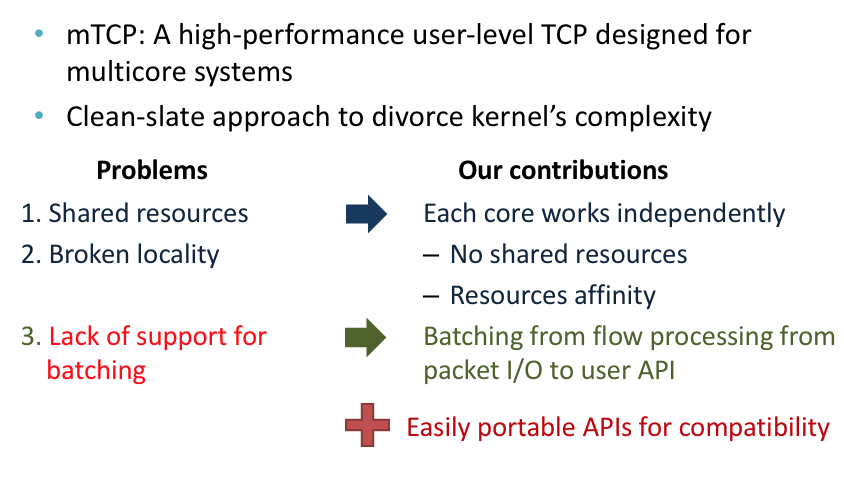 • mTCP: A high-performance user-level TCP designed for
multicore systems
• Clean-slate approach to divorce kernel's complexity
Problems
Our contributions
1. Shared resources
Each core works independently
2. Broken locality
– No shared resources
– Resources affinity
3. Lack of support for
batching
Batching from flow processing from
packet I/O to user API
Easily portable APIs for compatibility